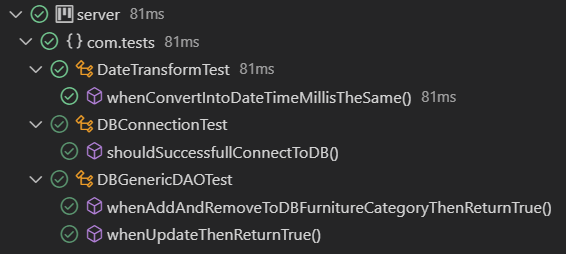 server 81ms
{} com.tests 81ms
DateTransformTest 81ms
whenConvertIntoDateTimeMillisTheSame() 81ms
DBConnectionTest
shouldSuccessfullConnectToDB()
DBGenericDAOTest
whenAddAndRemoveToDBFurnitureCategoryThenReturnTrue()
whenUpdateThenReturnTrue()